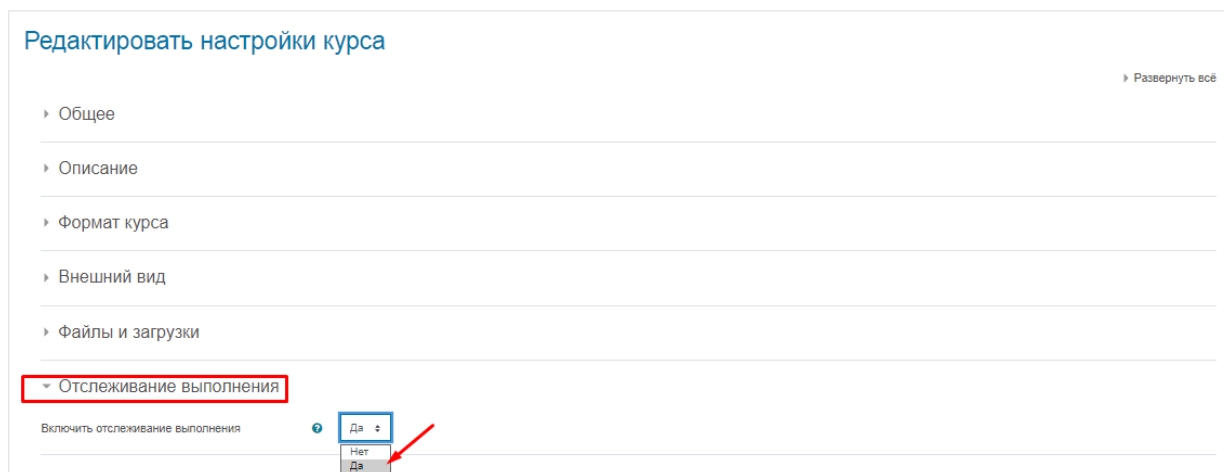 Редактировать настройки курса
Развернуть всё
Общее
Описание
Формат курса
Внешний вид
Файлы и загрузки
Отслеживание выполнения
Включить отслеживание выполнения ? Да
Нет
Да